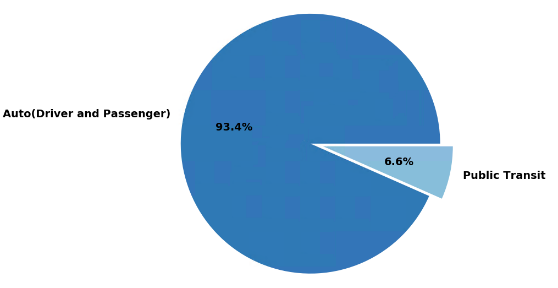 Auto(Driver and Passenger)
93.4%
6.6%
Public Transit